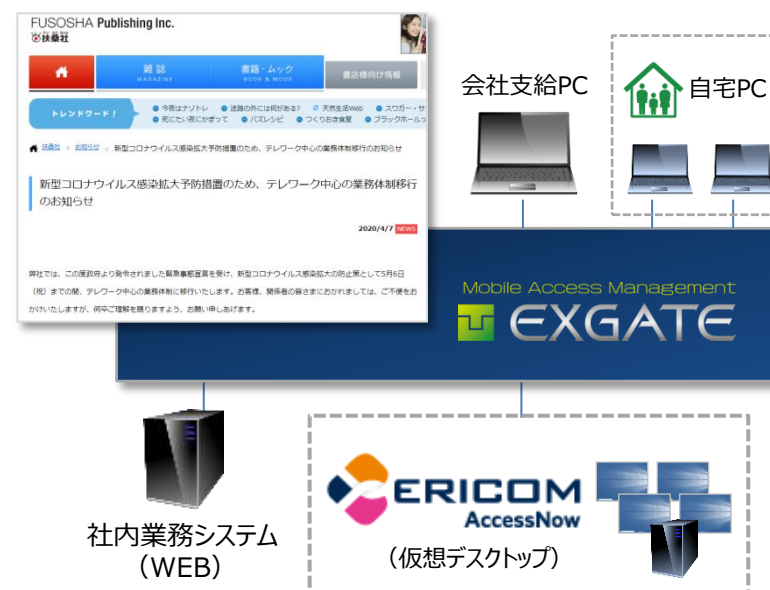 FUSOSHA Publishing Inc.
扶桑社
雑誌
MAGAZINE
書籍・ムック
BOOK & MOOK
書店様向け情報
トレンドワード！
今夜はナゾトレ
迷路の外には何がある?
天然生活Web
スワガー・サ
死にたい夜にかぎって
バズレシピ
つくりおき食堂
ブラックホールっ
扶桑社 > お知らせ > 新型コロナウイルス感染拡大予防措置のため、テレワーク中心の業務体制移行のお知らせ
新型コロナウイルス感染拡大予防措置のため、テレワーク中心の業務体制移行
のお知らせ
2020/4/7 NEWS
弊社では、この度政府より発令されました緊急事態宣言を受け、新型コロナウイルス感染拡大の防止策として5月6日
（祝）までの間、テレワーク中心の業務体制に移行いたします。お客様、関係者の皆さまにおかれましては、ご不便をお
かけいたしますが、何卒ご理解を賜りますよう、お願い申しあげます。
会社支給PC
自宅PC
Mobile Access Management
EXGATE
社内業務システム
（WEB）
ERICOM
AccessNow
（仮想デスクトップ）